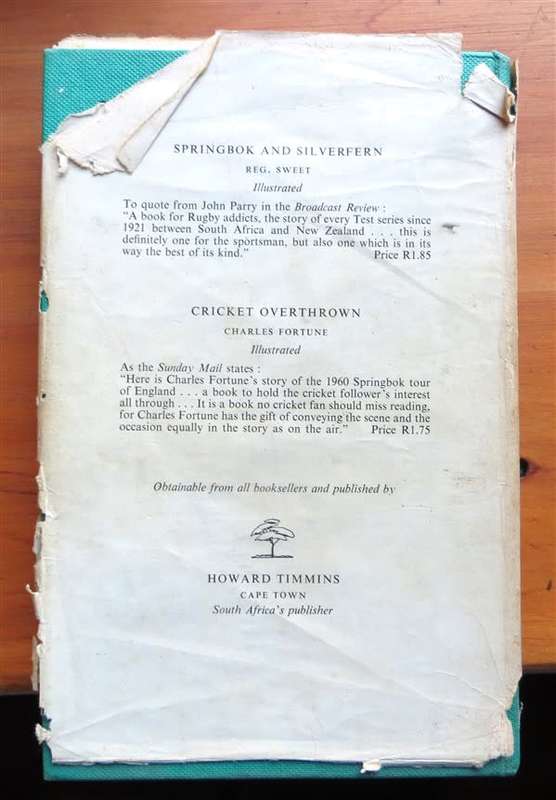 SPRINGBOK AND SILVERFERN
REG. SWEET
Illustrated
To quote from John Parry in the Broadcast Review :
"A book for Rugby addicts, the story of every Test series since
1921 between South Africa and New Zealand . . . this is
definitely one for the sportsman, but also one which is in its
way the best of its kind." Price R1.85
CRICKET OVERTHROWN
CHARLES FORTUNE
Illustrated
As the Sunday Mail states :
"Here is Charles Fortune's story of the 1960 Springbok tour
of England . . . a book to hold the cricket follower's interest
all through . . . It is a book no cricket fan should miss reading,
for Charles Fortune has the gift of conveying the scene and the
occasion equally in the story as on the air." Price R1.75
Obtainable from all booksellers and published by
HOWARD TIMMINS
CAPE TOWN
South Africa's publisher